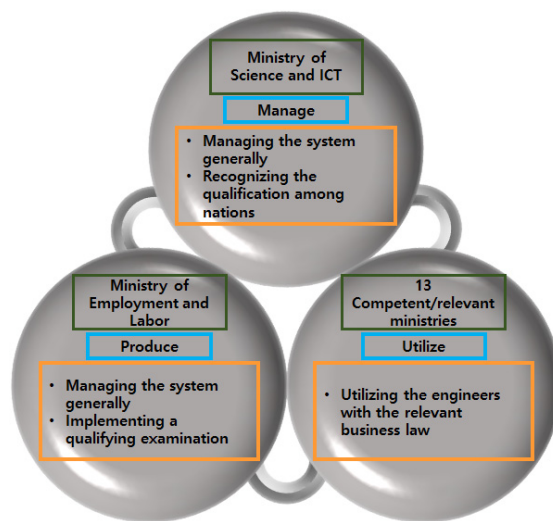 Ministry of
Science and ICT
Manage
• Managing the system
generally
• Recognizing the
qualification among
nations
Ministry of
Employment and
Labor
Produce
• Managing the system
generally
• Implementing a
qualifying examination
13
Competent/relevant
ministries
Utilize
• Utilizing the engineers
with the relevant
business law